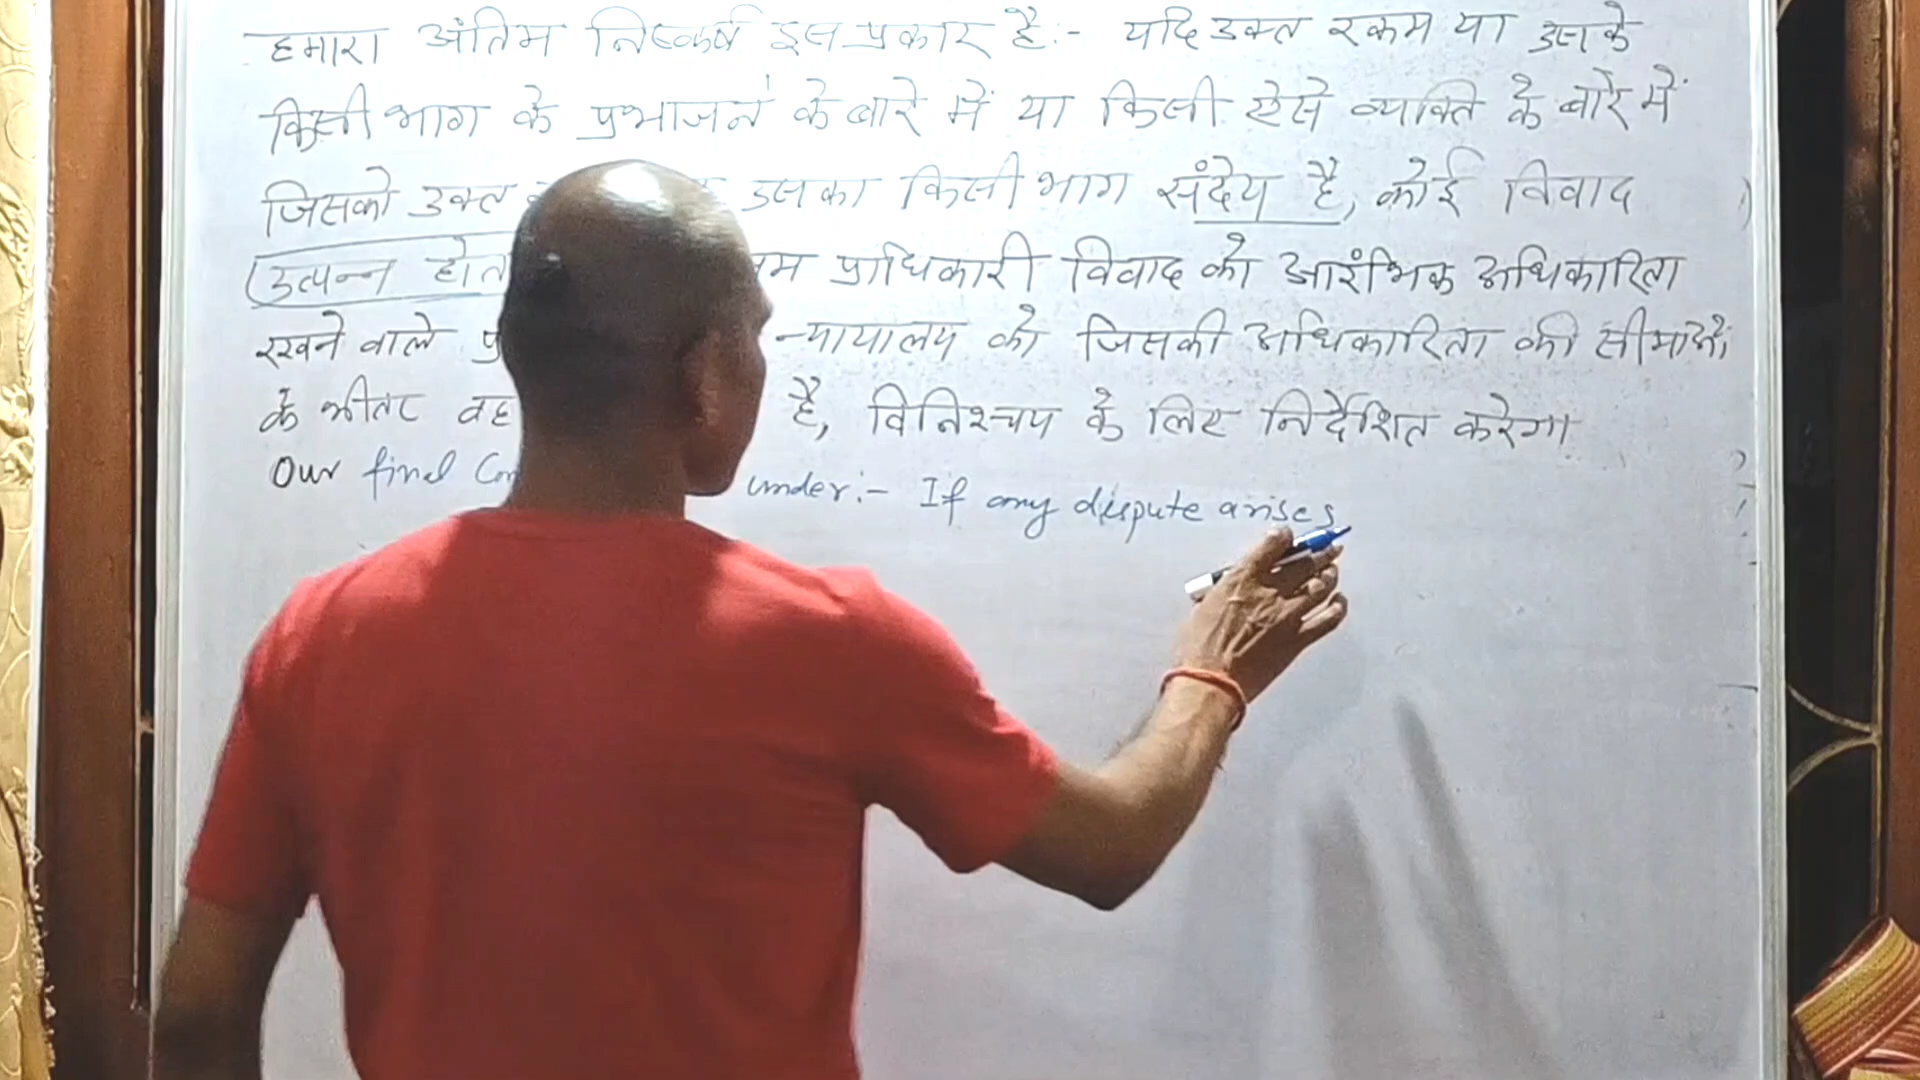 हमारा अंतिम निष्कर्ष इस प्रकार है:- यदि उक्त रकम या उसके
किसी भाग के प्रभाजन के बारे में या किसी ऐसे व्यक्ति के बारे में
जिसको उक्त उसका किसी भाग संदेय है, कोई विवाद
उत्पन्न होत प्राधिकारी विवाद को आरंभिक अधिकारिता
रखने वाले न्यायालय को जिसकी अधिकारिता की सीमाओं
के भीतर वह है, विनिश्चय के लिए निर्देशित करेगा
Our final under:- If any dispute arises